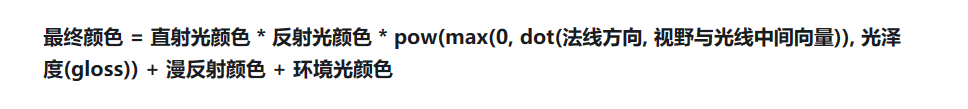 最终颜色 = 直射光颜色 * 反射光颜色 * pow(max(0, dot(法线方向, 视野与光线中间向量)), 光泽
度(gloss)) + 漫反射颜色 + 环境光颜色